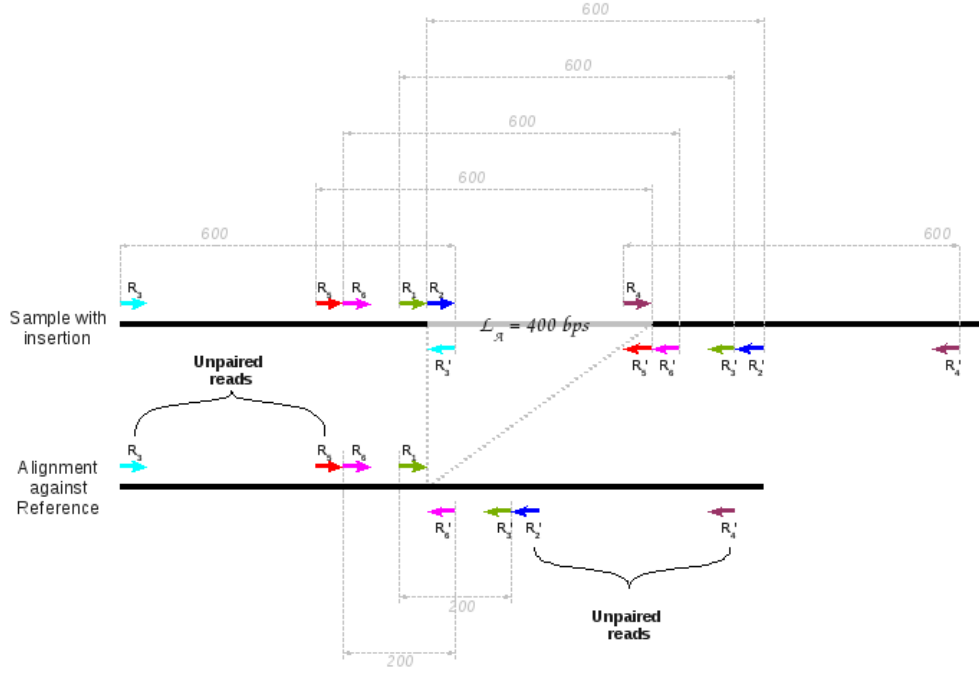 600
600
600
600
600
600
R3 R5 R6 R1 R2 R4
Sample with
insertion
L_A = 400 bps
R3' R5' R6' R3' R2' R4'
Unpaired
reads
R3 R5 R6 R1
Alignment
against
Reference
R6' R3' R2' R4'
200
Unpaired
reads
200